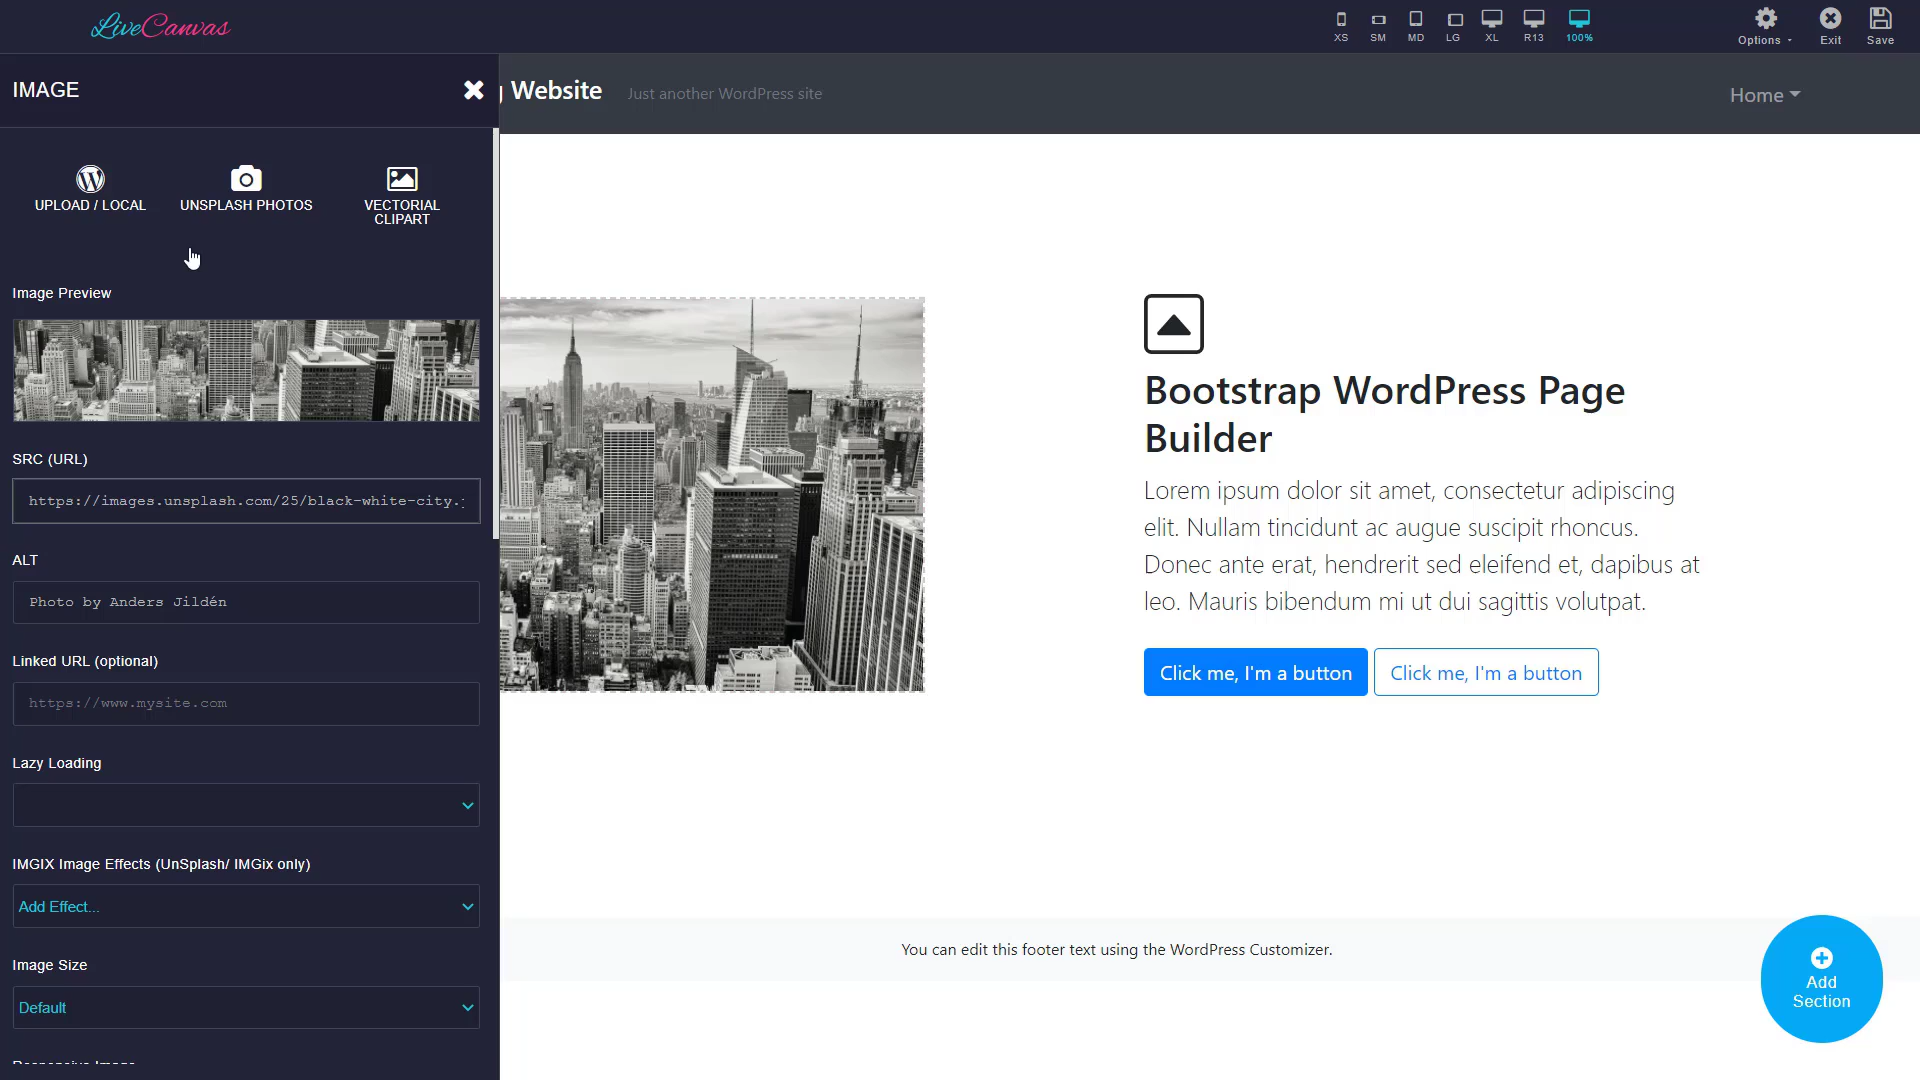 LiveCanvas
XS
SM
MD
LG
XL
R13
100%
Options
Exit
Save
IMAGE
Website
Just another WordPress site
Home
UPLOAD / LOCAL
UNSPLASH PHOTOS
VECTORIAL
CLIPART
Image Preview
SRC (URL)
https://images.unsplash.com/25/black-white-city.
ALT
Photo by Anders Jildén
Linked URL (optional)
https://www.mysite.com
Lazy Loading
IMGIX Image Effects (UnSplash/ IMGix only)
Add Effect...
Image Size
Default
Bootstrap WordPress Page
Builder
Lorem ipsum dolor sit amet, consectetur adipiscing
elit. Nullam tincidunt ac augue suscipit rhoncus.
Donec ante erat, hendrerit sed eleifend et, dapibus at
leo. Mauris bibendum mi ut dui sagittis volutpat.
Click me, I'm a button
Click me, I'm a button
You can edit this footer text using the WordPress Customizer.
Add
Section